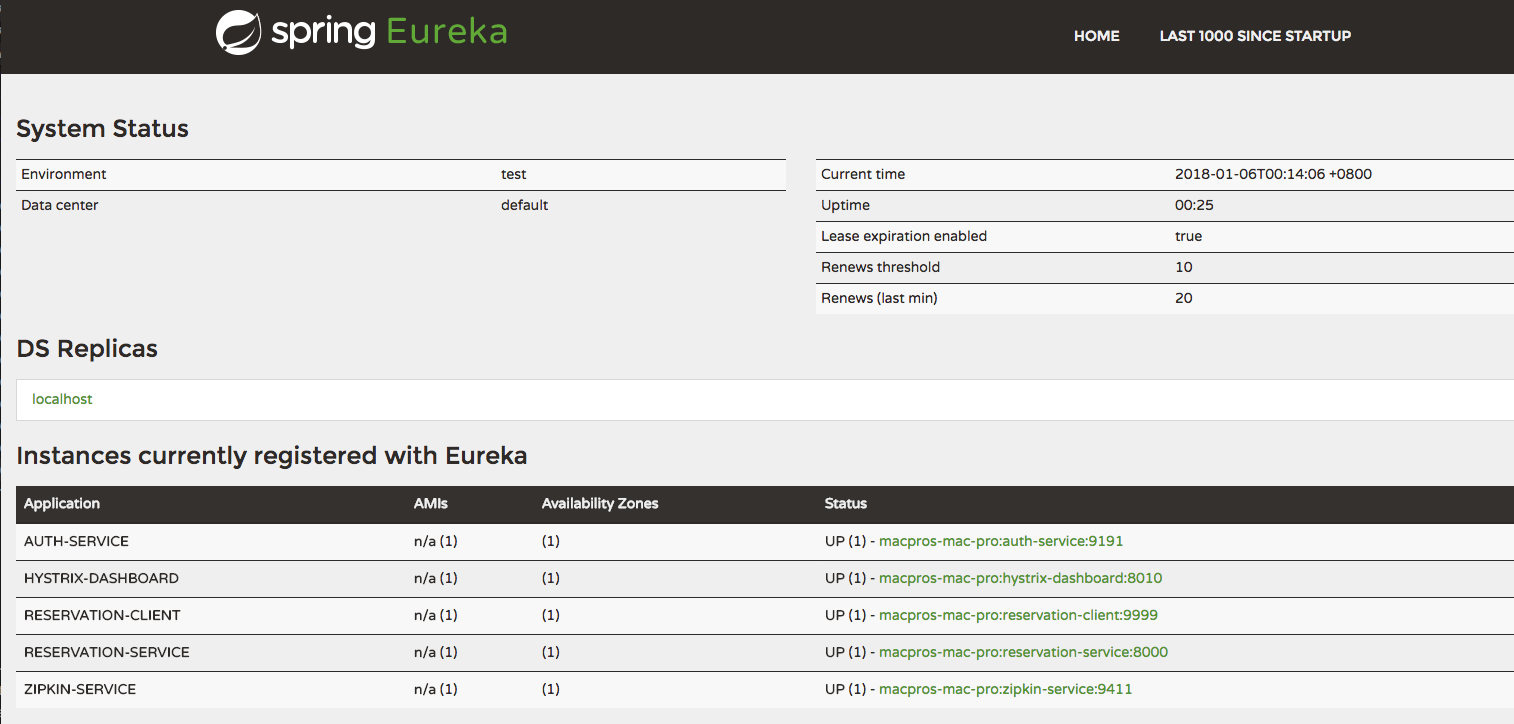 spring Eureka
HOME LAST 1000 SINCE STARTUP
System Status
Environment test
Data center default
Current time 2018-01-06T00:14:06 +0800
Uptime 00:25
Lease expiration enabled true
Renews threshold 10
Renews (last min) 20
DS Replicas
localhost
Instances currently registered with Eureka
Application AMIs Availability Zones Status
AUTH-SERVICE n/a (1) (1) UP (1) - macpros-mac-pro:auth-service:9191
HYSTRIX-DASHBOARD n/a (1) (1) UP (1) - macpros-mac-pro:hystrix-dashboard:8010
RESERVATION-CLIENT n/a (1) (1) UP (1) - macpros-mac-pro:reservation-client:9999
RESERVATION-SERVICE n/a (1) (1) UP (1) - macpros-mac-pro:reservation-service:8000
ZIPKIN-SERVICE n/a (1) (1) UP (1) - macpros-mac-pro:zipkin-service:9411